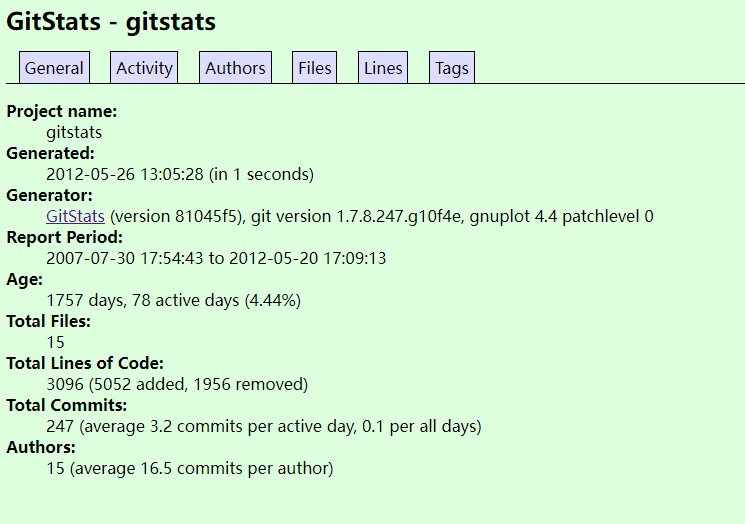 GitStats - gitstats
General Activity Authors Files Lines Tags
Project name:
gitstats
Generated:
2012-05-26 13:05:28 (in 1 seconds)
Generator:
GitStats (version 81045f5), git version 1.7.8.247.g10f4e, gnuplot 4.4 patchlevel 0
Report Period:
2007-07-30 17:54:43 to 2012-05-20 17:09:13
Age:
1757 days, 78 active days (4.44%)
Total Files:
15
Total Lines of Code:
3096 (5052 added, 1956 removed)
Total Commits:
247 (average 3.2 commits per active day, 0.1 per all days)
Authors:
15 (average 16.5 commits per author)